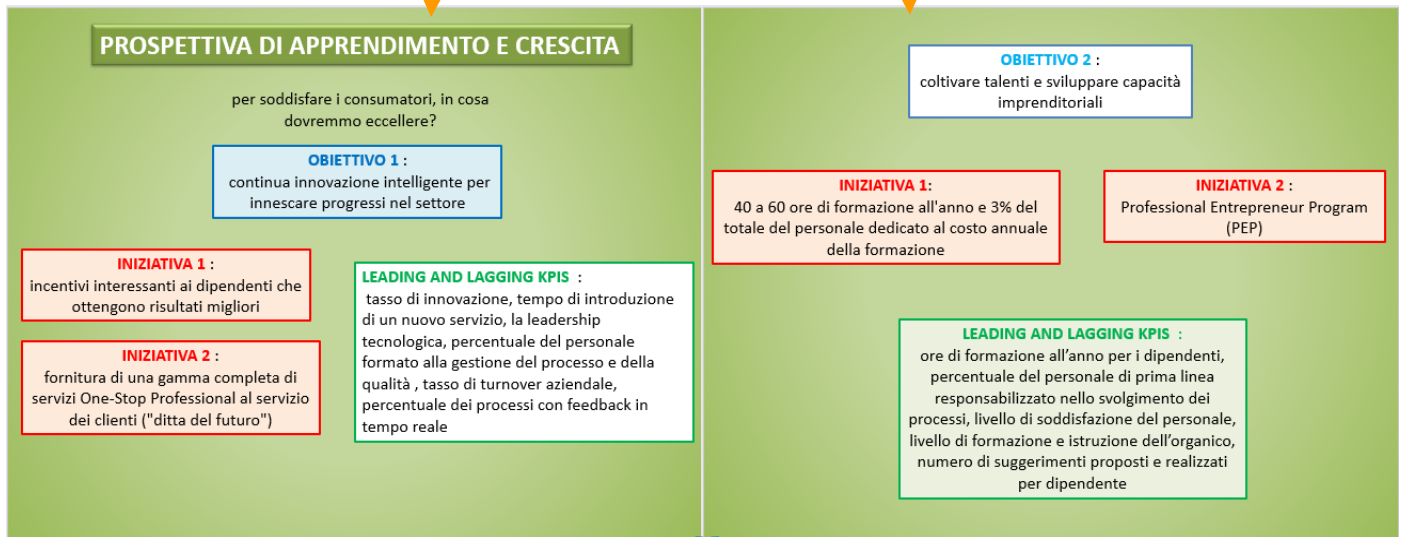 PROSPETTIVA DI APPRENDIMENTO E CRESCITA
per soddisfare i consumatori, in cosa
dovremmo eccellere?
OBIETTIVO 1 :
continua innovazione intelligente per
innescare progressi nel settore
INIZIATIVA 1 :
incentivi interessanti ai dipendenti che
ottengono risultati migliori
INIZIATIVA 2 :
fornitura di una gamma completa di
servizi One-Stop Professional al servizio
dei clienti ("ditta del futuro")
LEADING AND LAGGING KPIS :
tasso di innovazione, tempo di introduzione
di un nuovo servizio, la leadership
tecnologica, percentuale del personale
formato alla gestione del processo e della
qualità , tasso di turnover aziendale,
percentuale dei processi con feedback in
tempo reale
OBIETTIVO 2 :
coltivare talenti e sviluppare capacità
imprenditoriali
INIZIATIVA 1:
40 a 60 ore di formazione all'anno e 3% del
totale del personale dedicato al costo annuale
della formazione
INIZIATIVA 2 :
Professional Entrepreneur Program
(PEP)
LEADING AND LAGGING KPIS :
ore di formazione all’anno per i dipendenti,
percentuale del personale di prima linea
responsabilizzato nello svolgimento dei
processi, livello di soddisfazione del personale,
livello di formazione e istruzione dell’organico,
numero di suggerimenti proposti e realizzati
per dipendente